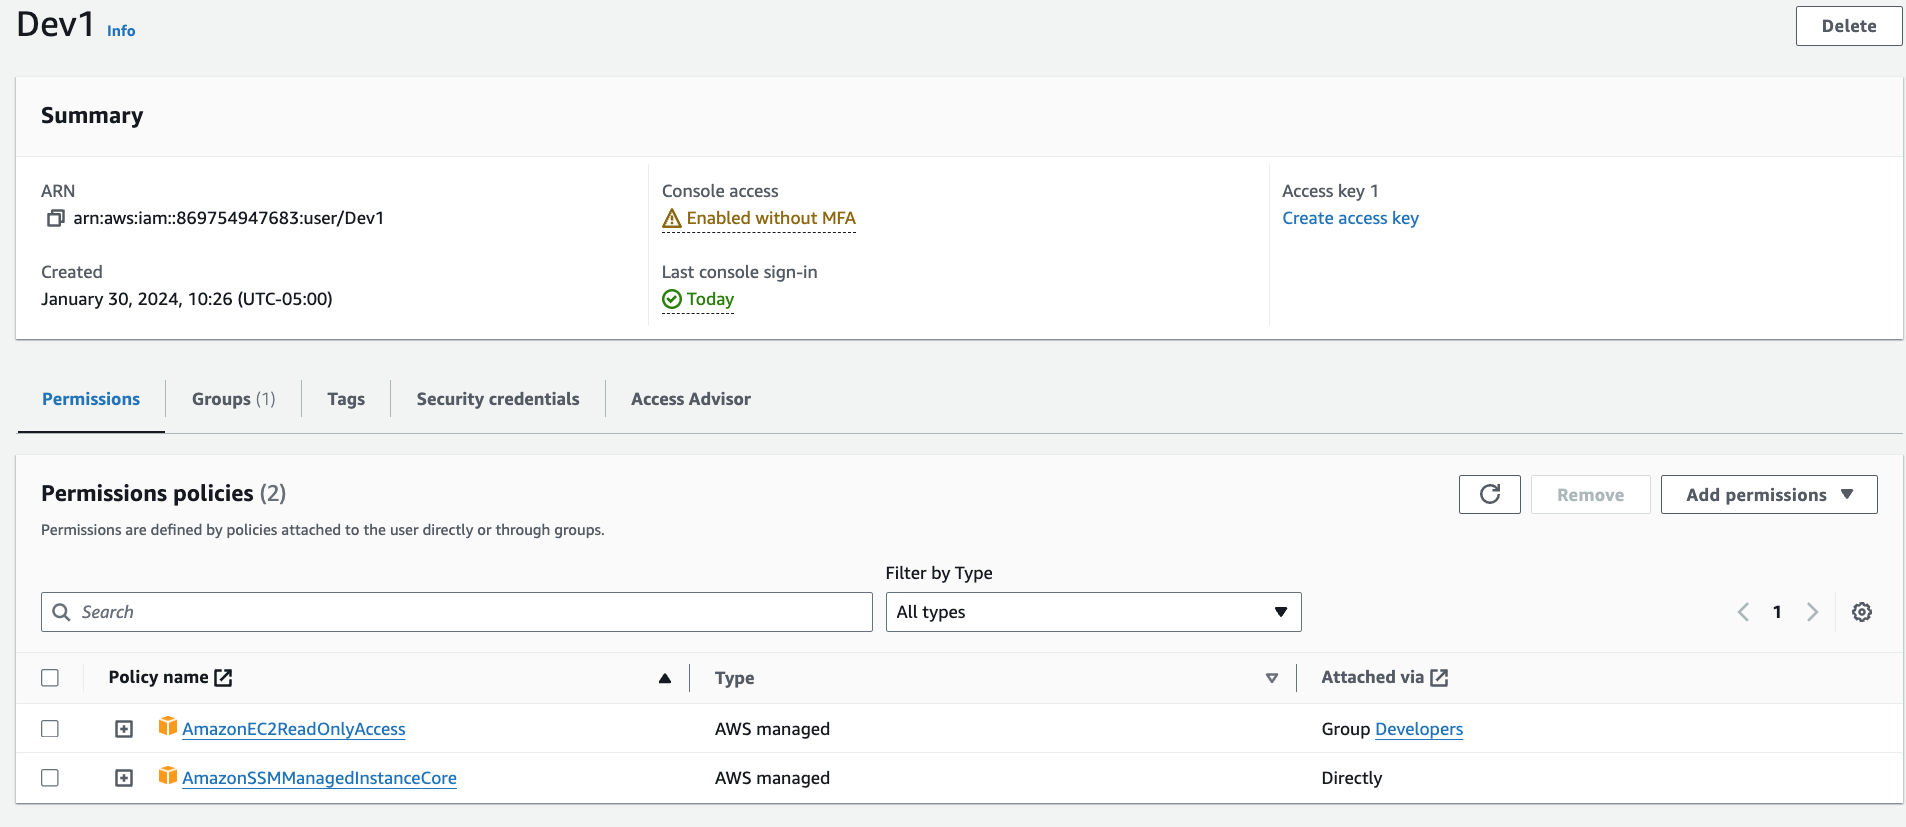 Dev1 Info
Delete
Summary
ARN
arn:aws:iam::869754947683:user/Dev1
Created
January 30, 2024, 10:26 (UTC-05:00)
Console access
Enabled without MFA
Last console sign-in
Today
Access key 1
Create access key
Permissions
Groups (1)
Tags
Security credentials
Access Advisor
Permissions policies (2)
Permissions are defined by policies attached to the user directly or through groups.
Remove
Add permissions
Filter by Type
Search
All types
1
Policy name
Type
Attached via
AmazonEC2ReadOnlyAccess
AWS managed
Group Developers
AmazonSSMManagedInstanceCore
AWS managed
Directly